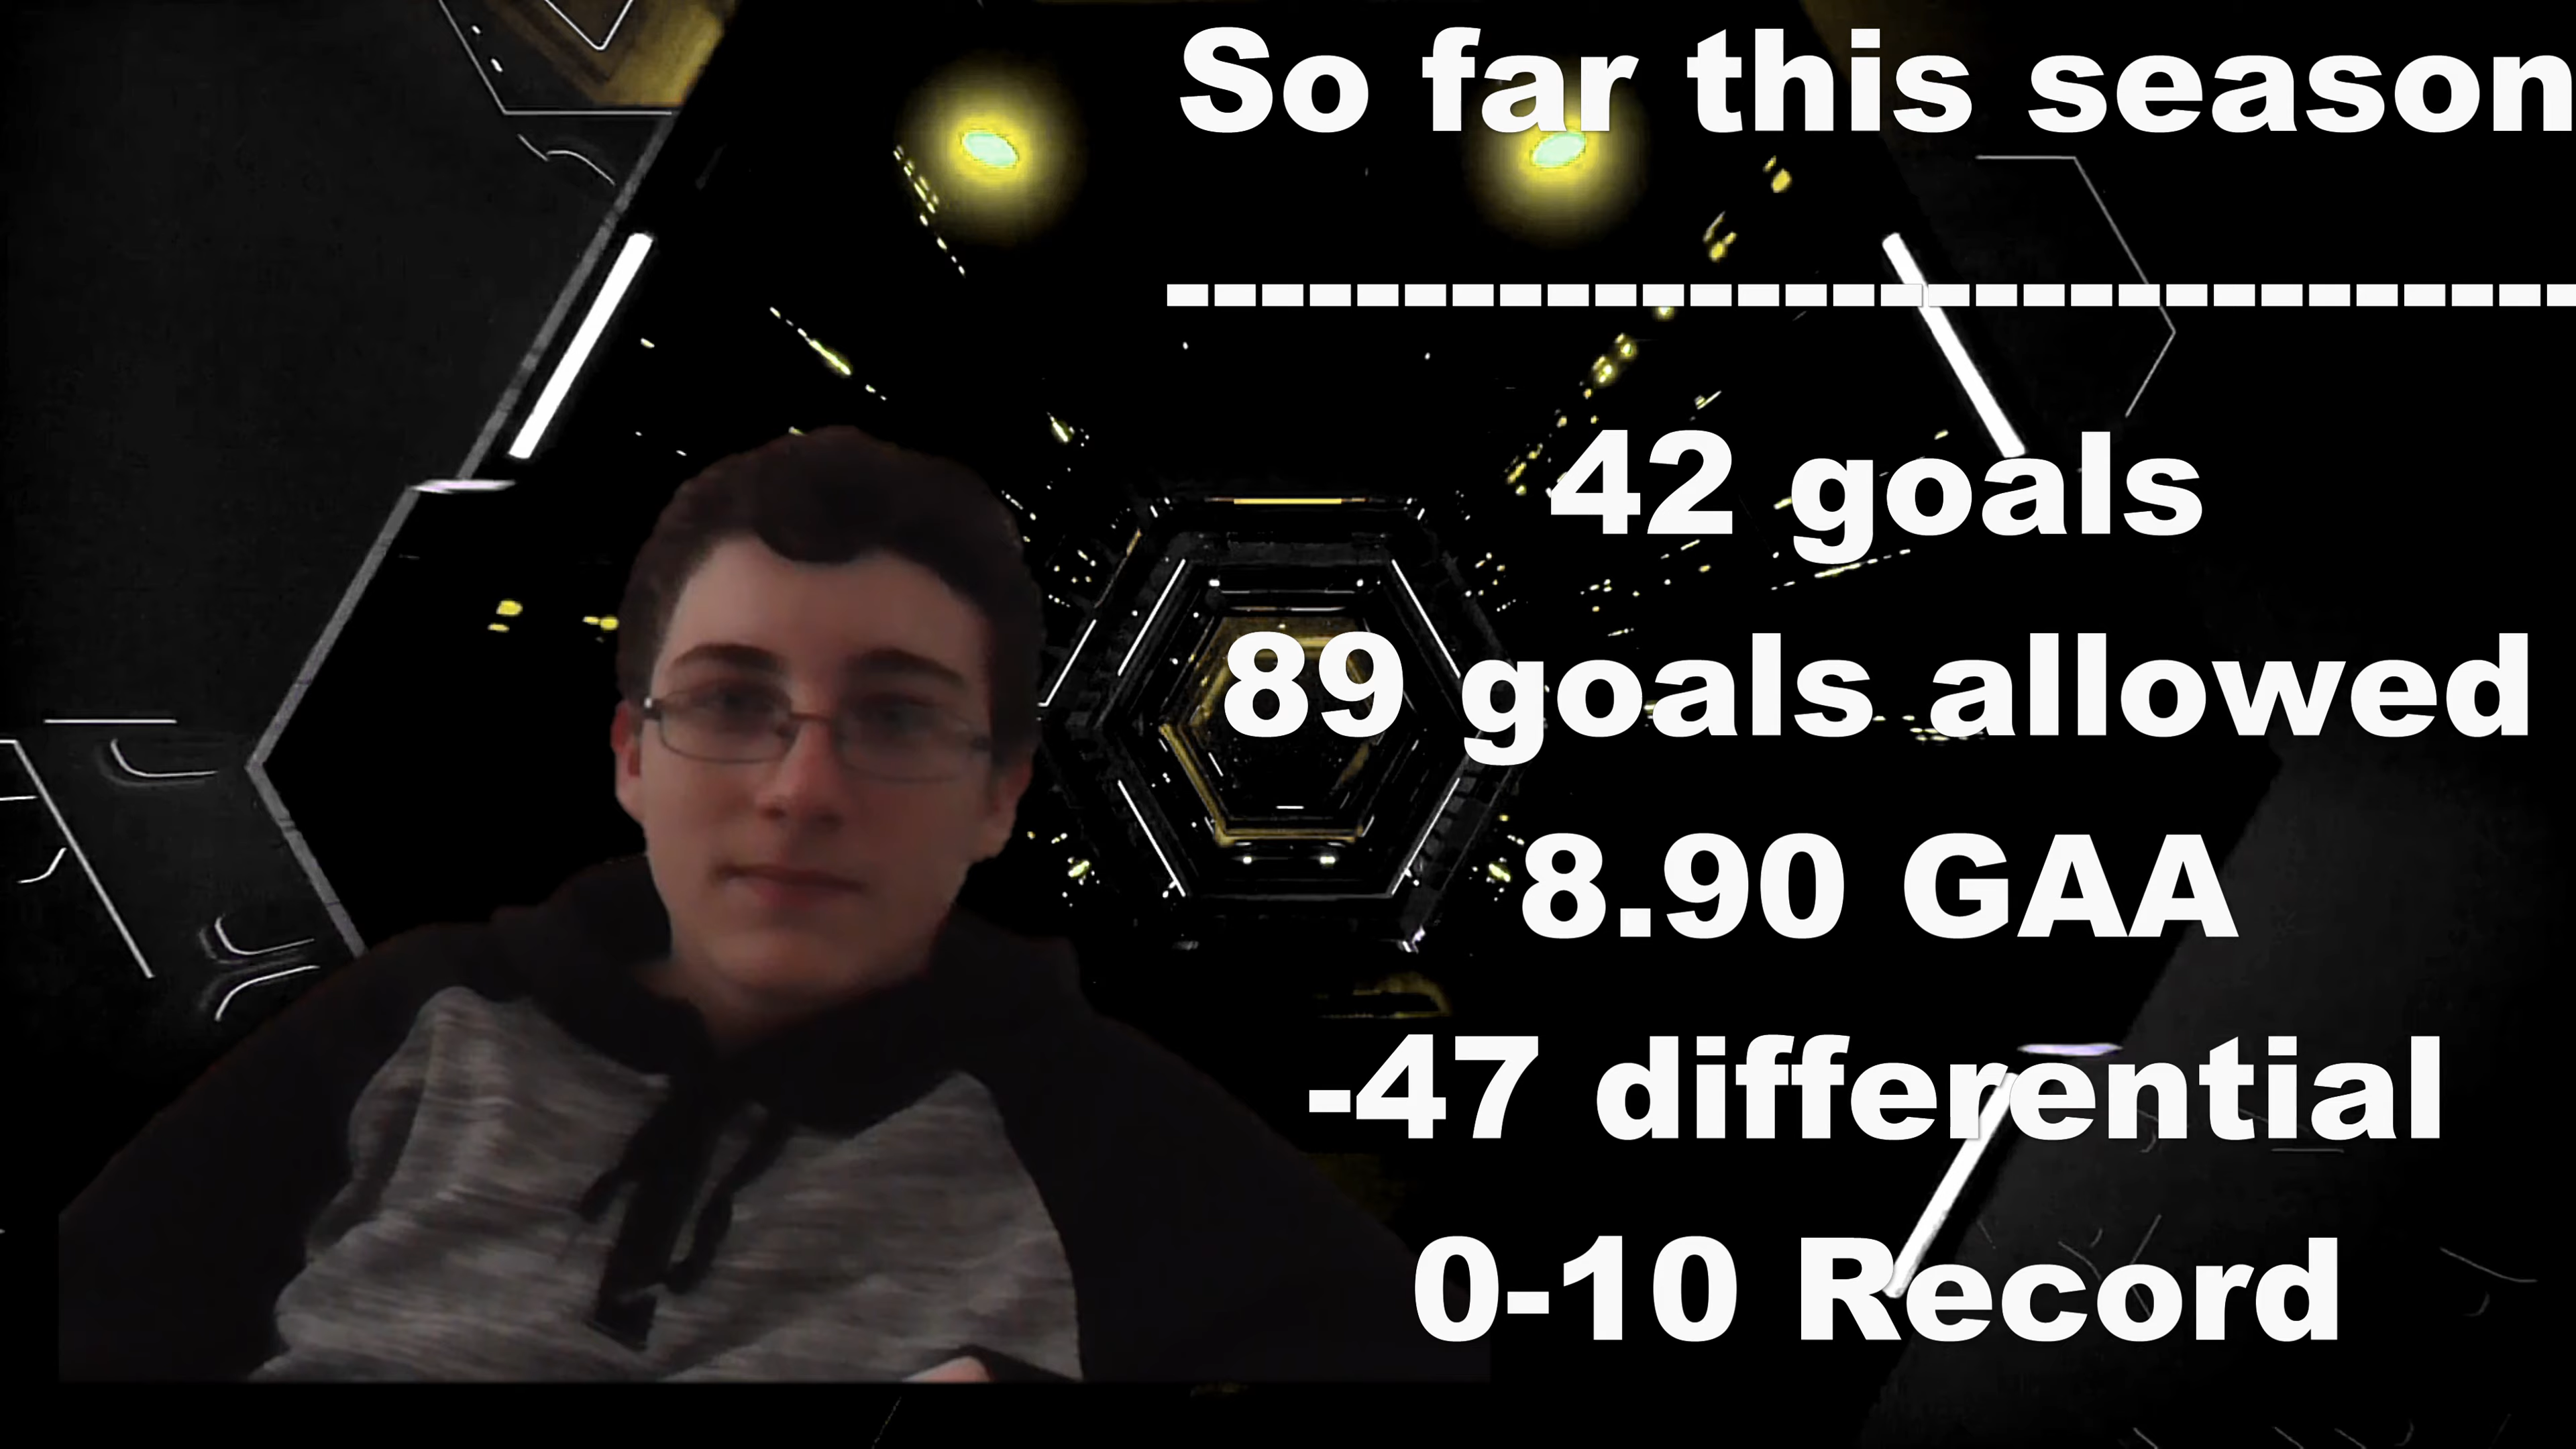 So far this season
-----------------------------
42 goals
89 goals allowed
8.90 GAA
-47 differential
0-10 Record